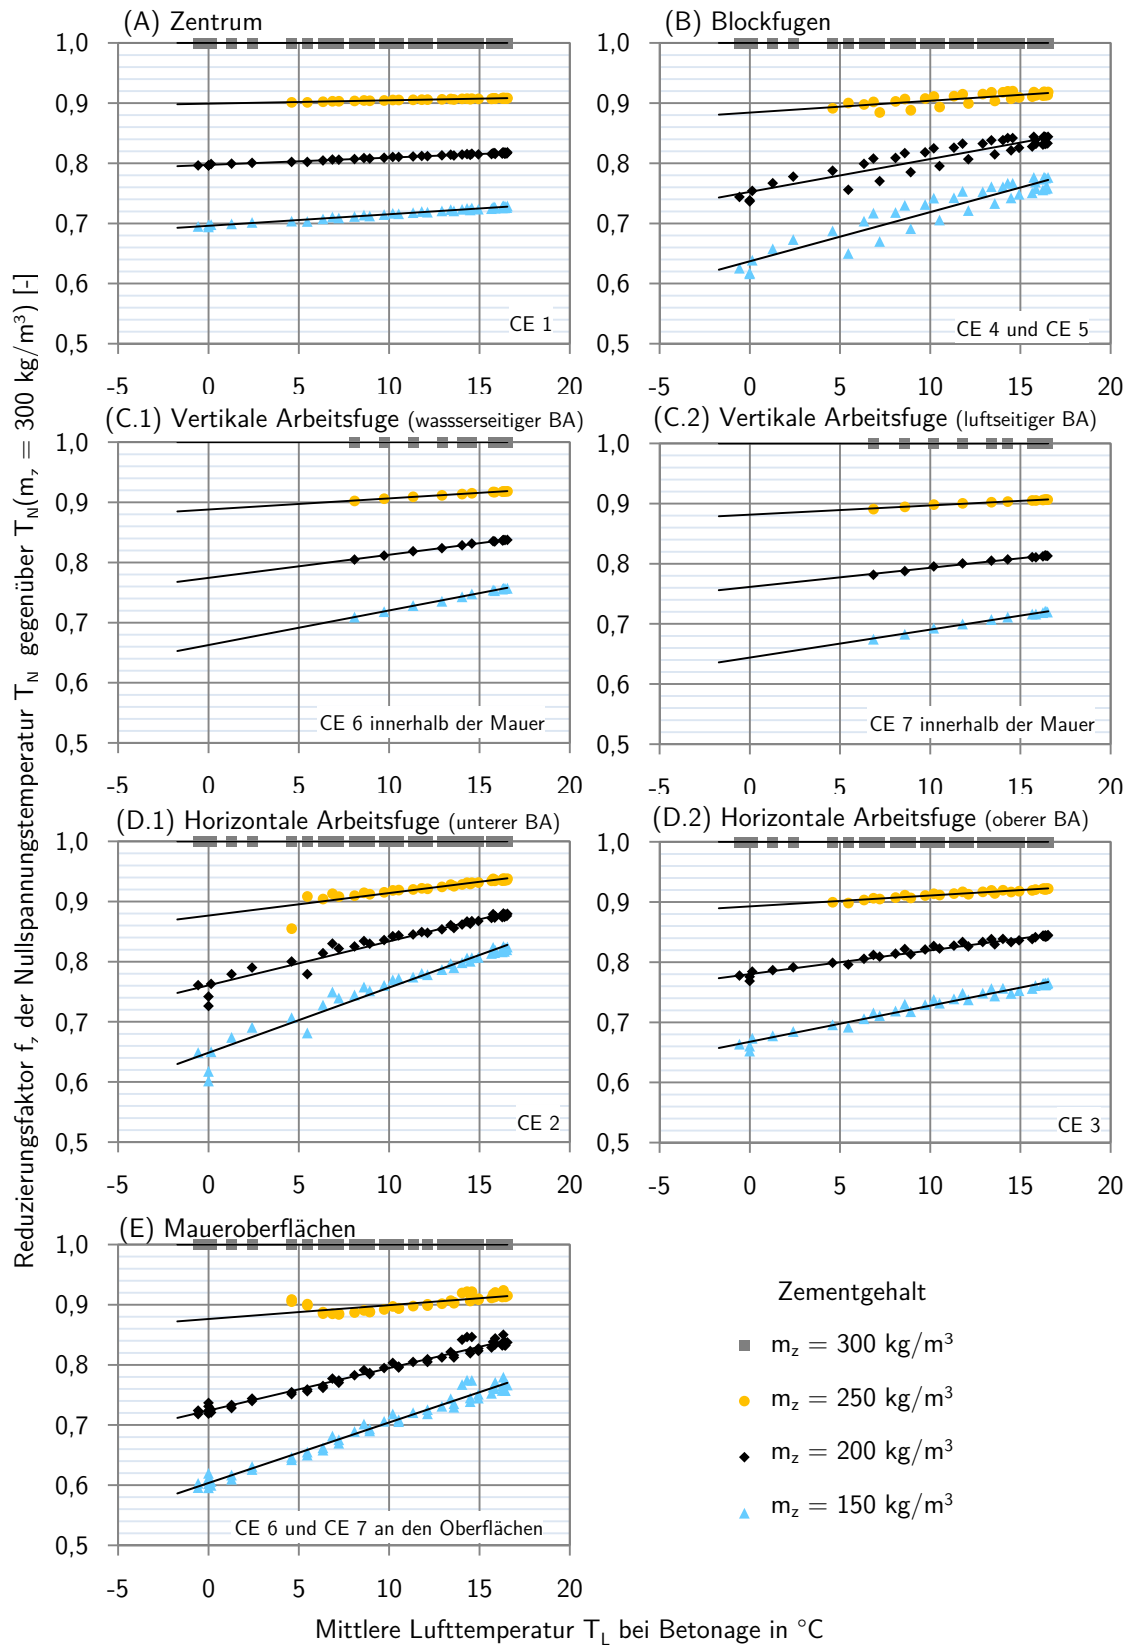 (A) Zentrum
1,0
0,9
0,8
0,7
0,6
0,5
CE 1
-5 0 5 10 15 20
(B) Blockfugen
1,0
0,9
0,8
0,7
0,6
0,5
CE 4 und CE 5
-5 0 5 10 15 20
(C.1) Vertikale Arbeitsfuge (wassserseitiger BA)
1,0
0,9
0,8
0,7
0,6
0,5
CE 6 innerhalb der Mauer
-5 0 5 10 15 20
(C.2) Vertikale Arbeitsfuge (luftseitiger BA)
1,0
0,9
0,8
0,7
0,6
0,5
CE 7 innerhalb der Mauer
-5 0 5 10 15 20
(D.1) Horizontale Arbeitsfuge (unterer BA)
1,0
0,9
0,8
0,7
0,6
0,5
CE 2
-5 0 5 10 15 20
(D.2) Horizontale Arbeitsfuge (oberer BA)
1,0
0,9
0,8
0,7
0,6
0,5
CE 3
-5 0 5 10 15 20
(E) Maueroberflächen
1,0
0,9
0,8
0,7
0,6
0,5
CE 6 und CE 7 an den Oberflächen
-5 0 5 10 15 20
Zementgehalt
m_z = 300 kg/m³
m_z = 250 kg/m³
m_z = 200 kg/m³
m_z = 150 kg/m³
Reduzierungsfaktor f_z der Nullspannungstemperatur T_N gegenüber T_N(m_z = 300 kg/m³) [-]
Mittlere Lufttemperatur T_L bei Betonage in °C